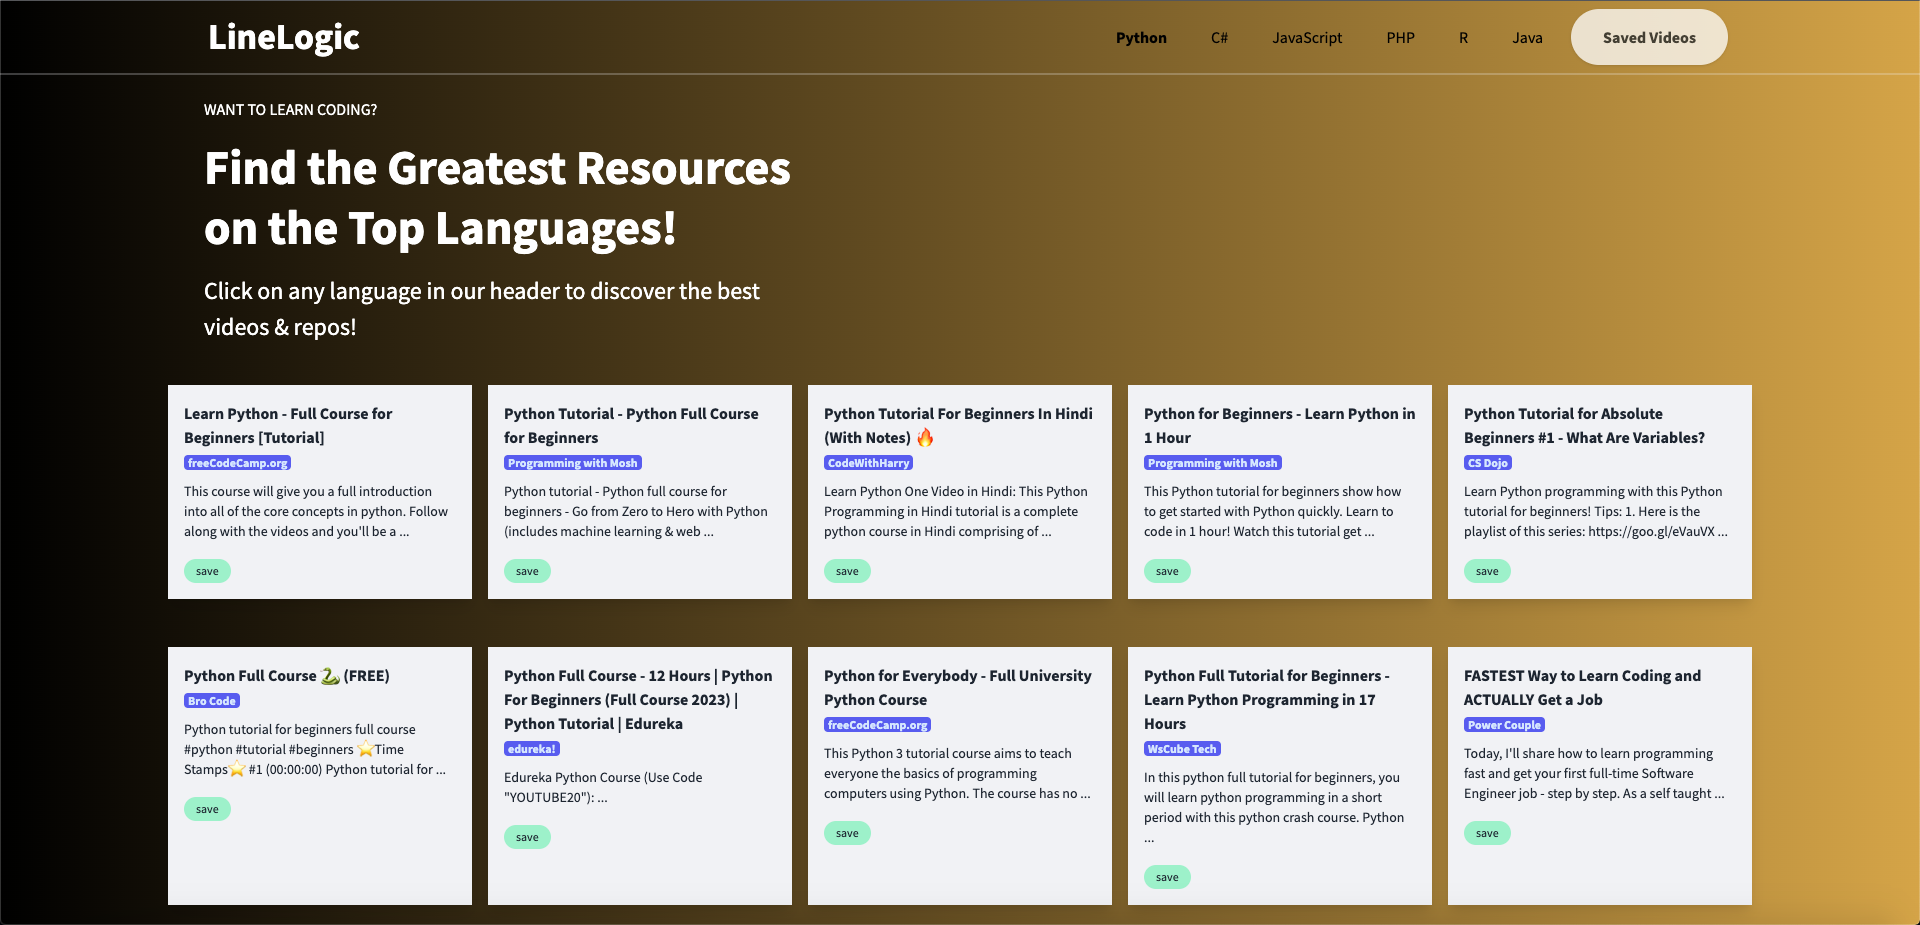 LineLogic
Python C# JavaScript PHP R Java Saved Videos
WANT TO LEARN CODING?
Find the Greatest Resources
on the Top Languages!
Click on any language in our header to discover the best
videos & repos!
Learn Python - Full Course for
Beginners [Tutorial]
freeCodeCamp.org
This course will give you a full introduction
into all of the core concepts in python. Follow
along with the videos and you'll be a ...
save
Python Tutorial - Python Full Course
for Beginners
Programming with Mosh
Python tutorial - Python full course for
beginners - Go from Zero to Hero with Python
(includes machine learning & web ...
save
Python Tutorial For Beginners In Hindi
(With Notes) 🔥
CodeWithHarry
Learn Python One Video in Hindi: This Python
Programming in Hindi tutorial is a complete
python course in Hindi comprising of ...
save
Python for Beginners - Learn Python in
1 Hour
Programming with Mosh
This Python tutorial for beginners show how
to get started with Python quickly. Learn to
code in 1 hour! Watch this tutorial get ...
save
Python Tutorial for Absolute
Beginners #1 - What Are Variables?
CS Dojo
Learn Python programming with this Python
tutorial for beginners! Tips: 1. Here is the
playlist of this series: https://goo.gl/eVauVX ...
save
Python Full Course 🐍 (FREE)
Bro Code
Python tutorial for beginners full course
#python #tutorial #beginners ⭐Time
Stamps⭐ #1 (00:00:00) Python tutorial for ...
save
Python Full Course - 12 Hours | Python
For Beginners (Full Course 2023) |
Python Tutorial | Edureka
edureka!
Edureka Python Course (Use Code
"YOUTUBE20"): ...
save
Python for Everybody - Full University
Python Course
freeCodeCamp.org
This Python 3 tutorial course aims to teach
everyone the basics of programming
computers using Python. The course has no ...
save
Python Full Tutorial for Beginners -
Learn Python Programming in 17
Hours
WsCube Tech
In this python full tutorial for beginners, you
will learn python programming in a short
period with this python crash course. Python
...
save
FASTEST Way to Learn Coding and
ACTUALLY Get a Job
Power Couple
Today, I'll share how to learn programming
fast and get your first full-time Software
Engineer job - step by step. As a self taught ...
save